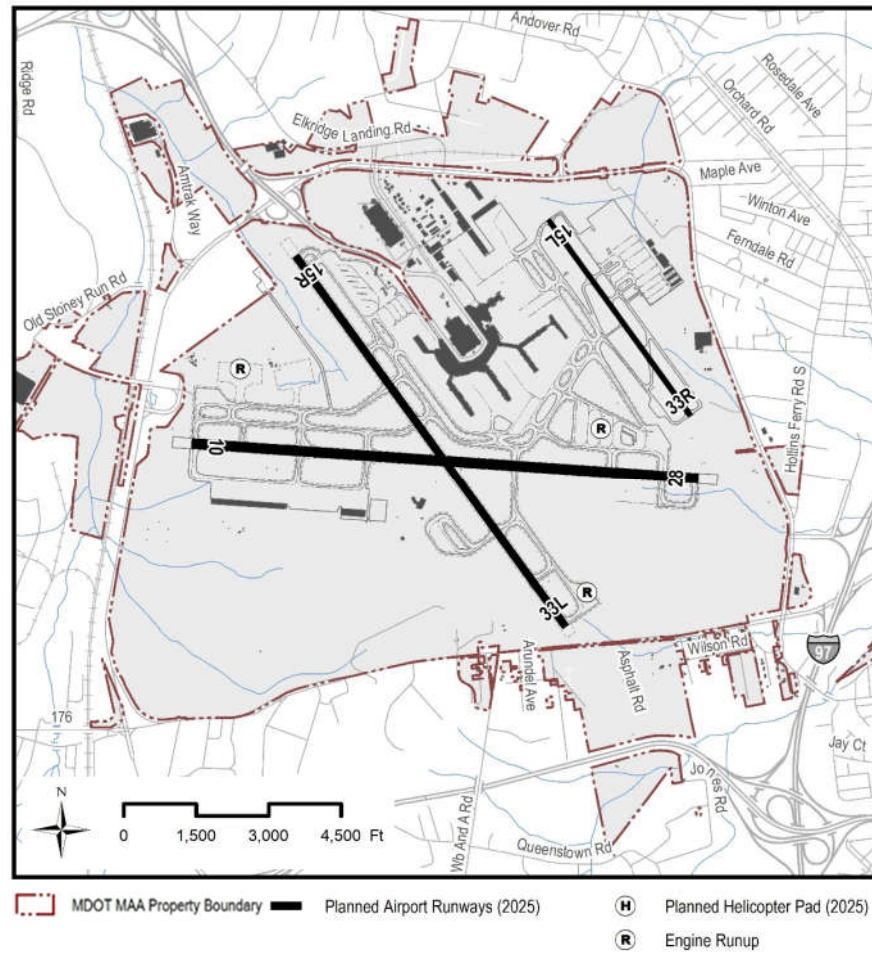 Andover Rd
Ridge Rd
Rosedale Ave
Orchard Rd
Elkridge Landing Rd
Maple Ave
Amtrak Way
Winton Ave
Ferndale Rd
15L
15R
Old Stoney Run Rd
R
33R
R
Hollins Ferry Rd S
10
28
R
33L
Wilson Rd
97
Arundel Ave
Asphalt Rd
176
Jay Ct
Jones Rd
N
0 1,500 3,000 4,500 Ft
Wb And A Rd
Queenstown Rd
MDOT MAA Property Boundary
Planned Airport Runways (2025)
H Planned Helicopter Pad (2025)
R Engine Runup